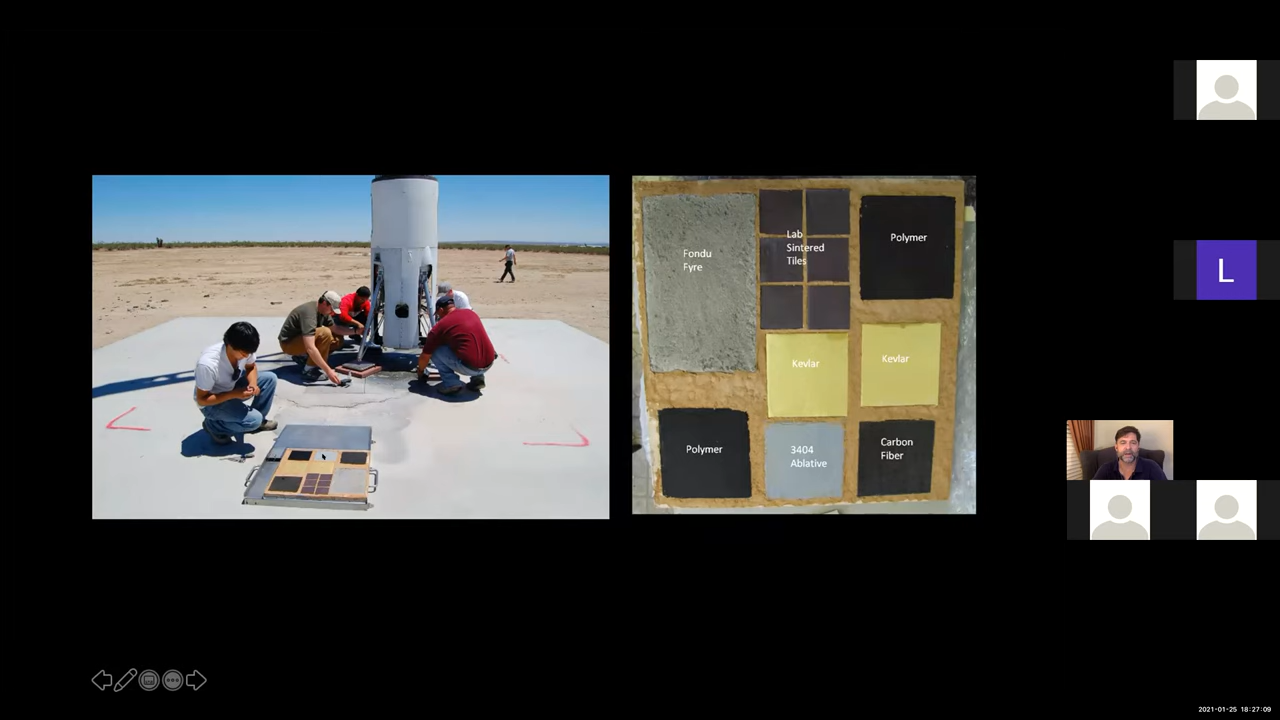 Fondu
Fyre
Lab
Sintered
Tiles
Polymer
Kevlar
Kevlar
Polymer
3404
Ablative
Carbon
Fiber
L
2021-01-25 18:27:09